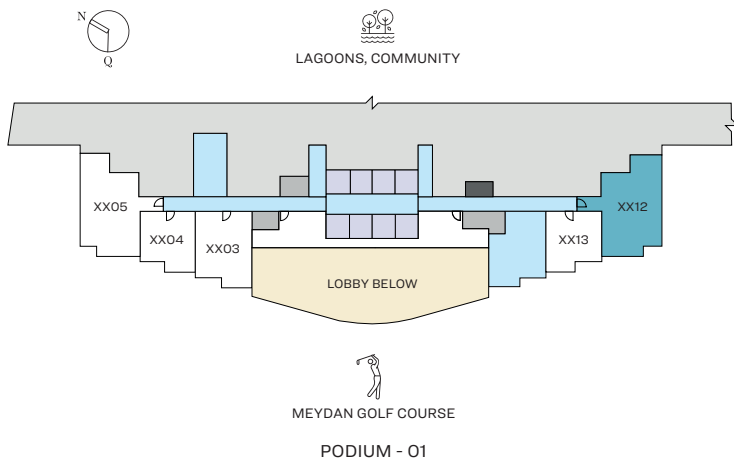 N
Q
LAGOONS, COMMUNITY
XX05
XX12
XX04
XX13
XX03
LOBBY BELOW
MEYDAN GOLF COURSE
PODIUM - 01